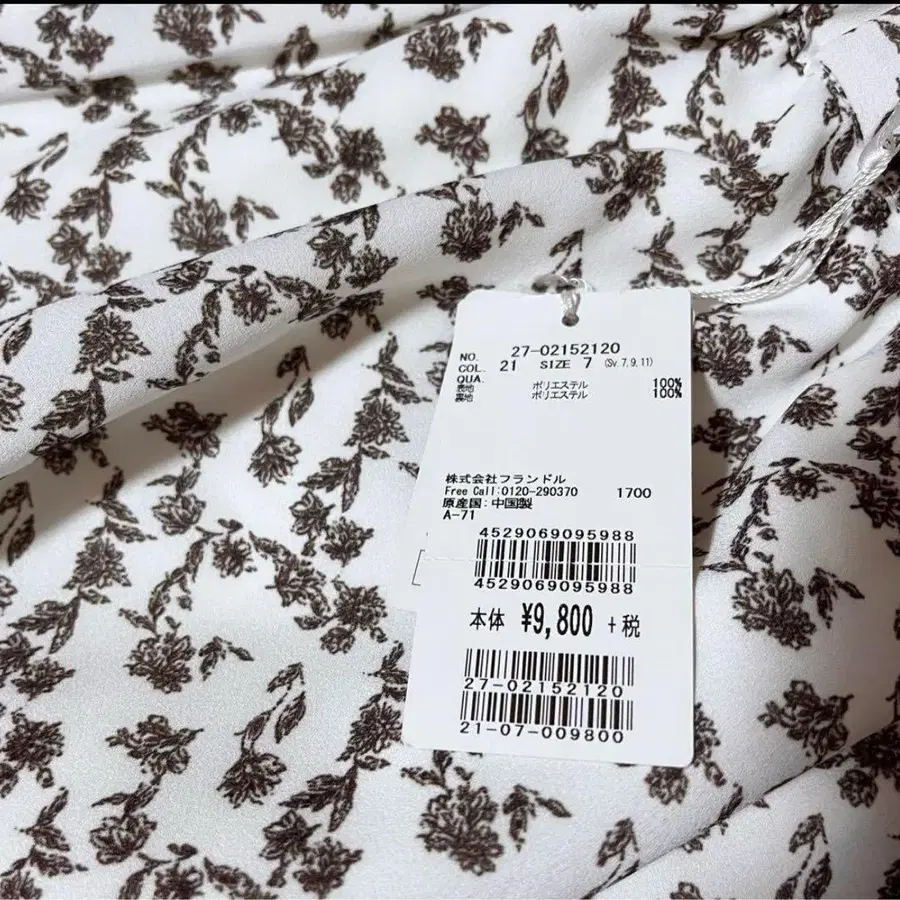 NO. 27-02152120
COL. 21 SIZE 7 (Sv. 7. 9. 11)
QUA.
表地 ポリエステル 100%
裏地 ポリエステル 100%
株式会社フランドル
Free Call:0120-290370 1700
原産国:中国製
A-71
4529069095988
4529069095988
本体 ¥9,800 +税
27-02152120
21-07-009800